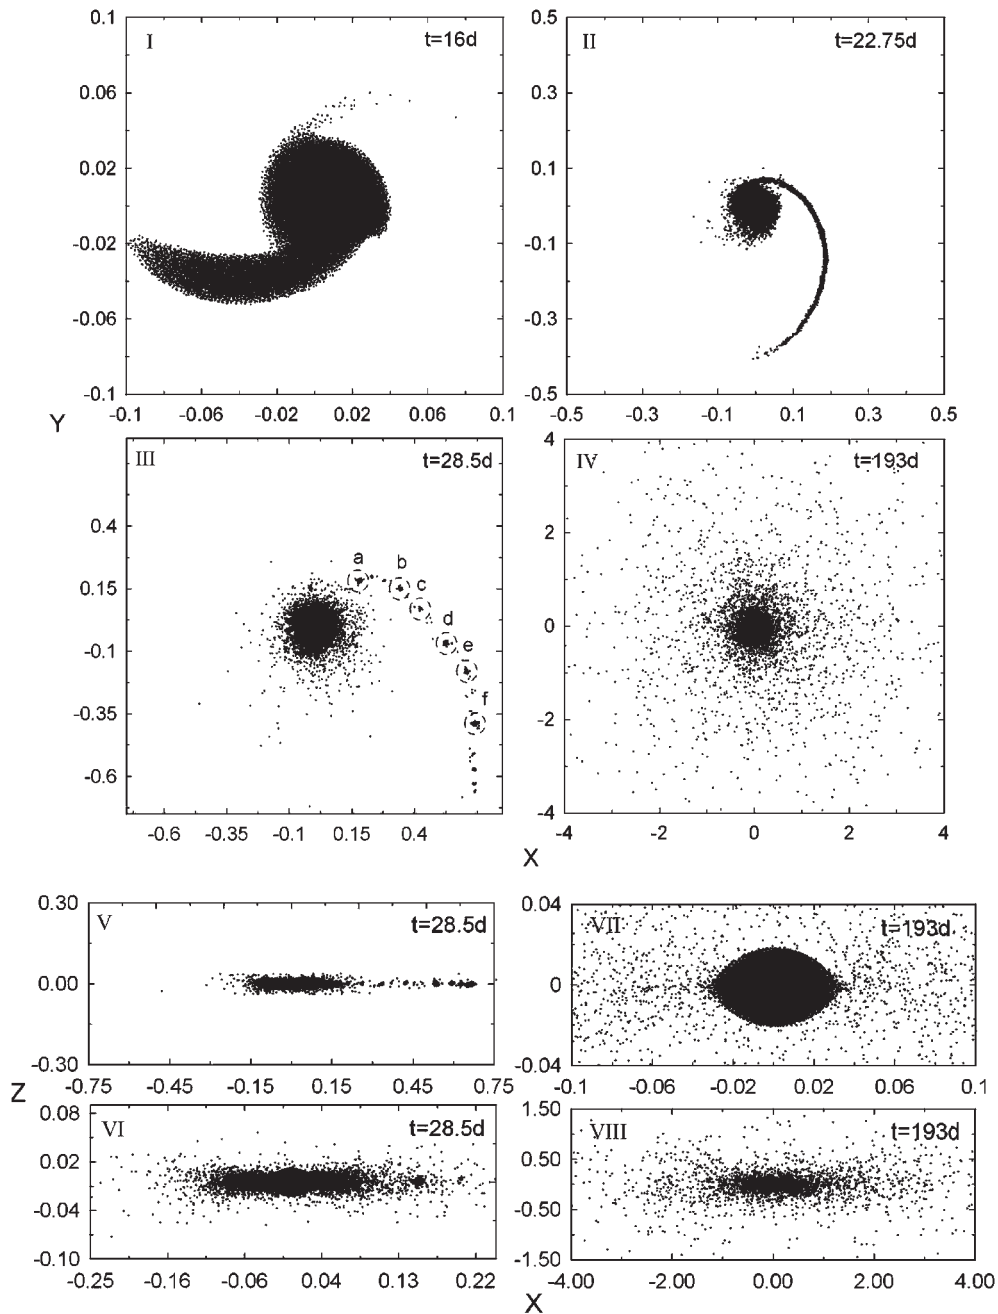 I t=16d
0.1
0.06
0.02
-0.02
-0.06
-0.1
-0.1 -0.06 -0.02 0.02 0.06 0.1
II t=22.75d
0.5
0.3
0.1
-0.1
-0.3
-0.5
-0.5 -0.3 -0.1 0.1 0.3 0.5
Y
III t=28.5d
0.4
0.15
-0.1
-0.35
-0.6
a
b
c
d
e
f
-0.6 -0.35 -0.1 0.15 0.4
IV t=193d
4
2
0
-2
-4
-4 -2 0 2 4
X
V t=28.5d
0.30
0.00
-0.30
-0.75 -0.45 -0.15 0.15 0.45 0.75
VII t=193d
0.04
0
-0.04
-0.1 -0.06 -0.02 0.02 0.06 0.1
Z
VI t=28.5d
0.08
0.02
-0.04
-0.10
-0.25 -0.16 -0.06 0.04 0.13 0.22
VIII t=193d
1.50
0.50
-0.50
-1.50
-4.00 -2.00 0.00 2.00 4.00
X